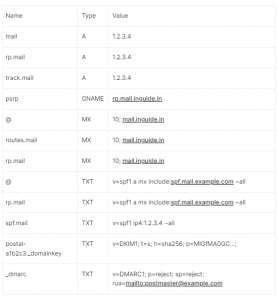 Name Type Value
mail A 1.2.3.4
rp.mail A 1.2.3.4
track.mail A 1.2.3.4
psrp CNAME rp.mail.inguide.in
@ MX 10; mail.inguide.in
routes.mail MX 10; mail.inguide.in
rp.mail MX 10; mail.inguide.in
@ TXT v=spf1 a mx include:spf.mail.example.com ~all
rp.mail TXT v=spf1 a mx include:spf.mail.example.com ~all
spf.mail TXT v=spf1 ip4:1.2.3.4 ~all
postal-
a1b2c3._domainkey TXT v=DKIM1; t=s; h=sha256; p=MIGfMA0GC...;
_dmarc TXT v=DMARC1; p=reject; sp=reject;
rua=mailto:postmaster@example.com